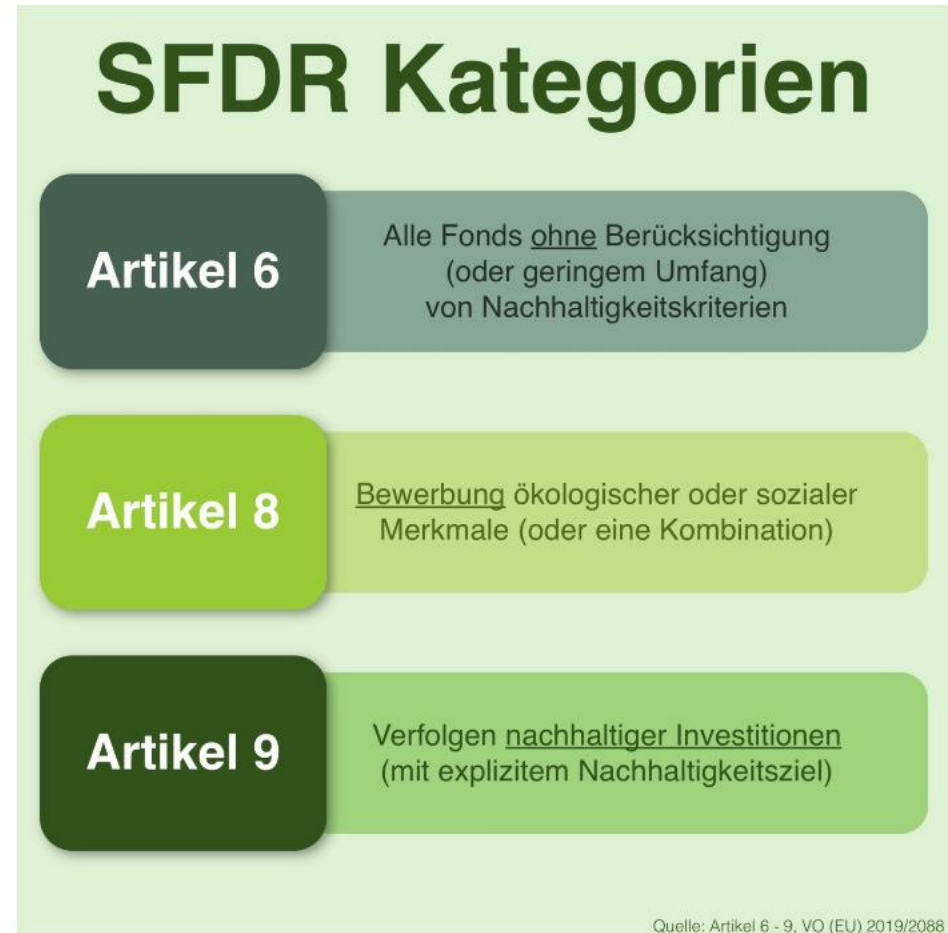 SFDR Kategorien
Artikel 6
Alle Fonds ohne Berücksichtigung
(oder geringem Umfang)
von Nachhaltigkeitskriterien
Artikel 8
Bewerbung ökologischer oder sozialer
Merkmale (oder eine Kombination)
Artikel 9
Verfolgen nachhaltiger Investitionen
(mit explizitem Nachhaltigkeitsziel)
Quelle: Artikel 6 - 9, VO (EU) 2019/2088